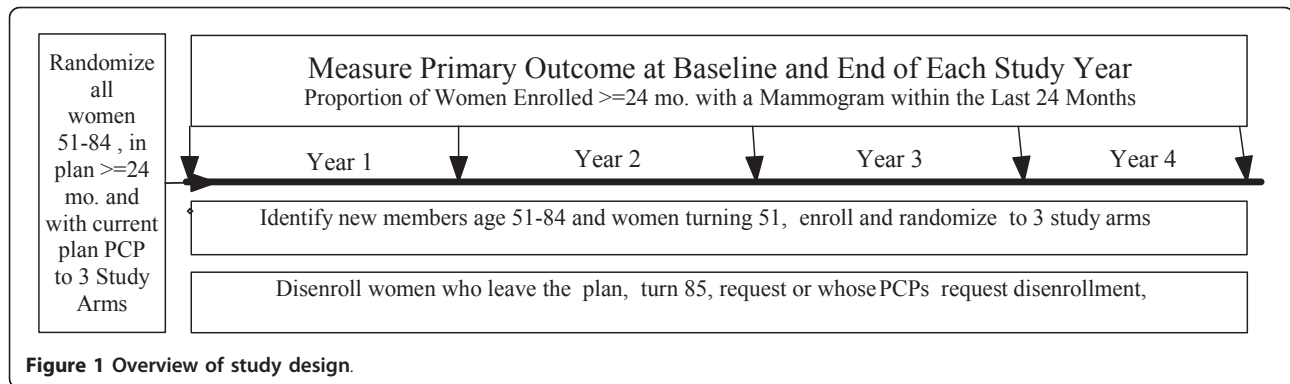 Randomize
all
women
51-84 , in
plan >=24
mo. and
with current
plan PCP
to 3 Study
Arms
Measure Primary Outcome at Baseline and End of Each Study Year
Proportion of Women Enrolled >=24 mo. with a Mammogram within the Last 24 Months
Year 1 Year 2 Year 3 Year 4
Identify new members age 51-84 and women turning 51, enroll and randomize to 3 study arms
Disenroll women who leave the plan, turn 85, request or whose PCPs request disenrollment,
Figure 1 Overview of study design.